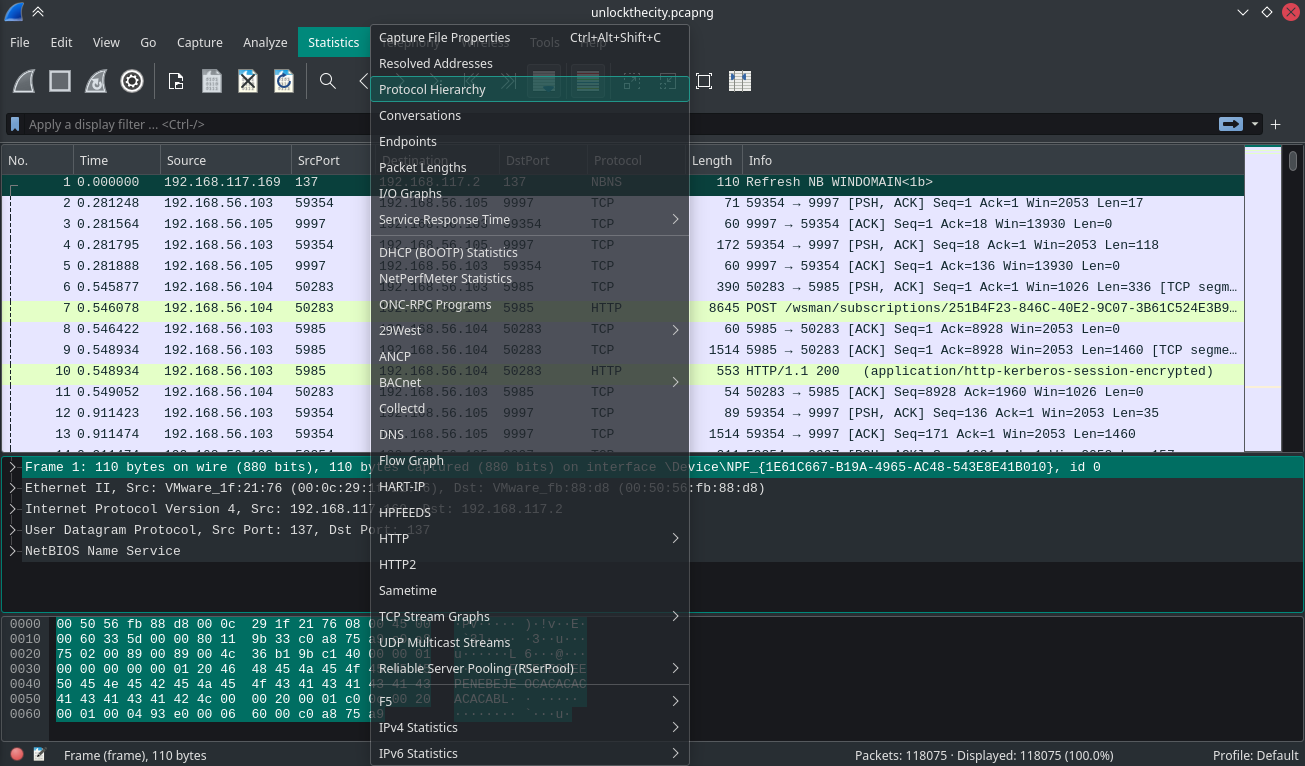 unlockthecity.pcapng
File Edit View Go Capture Analyze Statistics Telephony Wireless Tools Help
Apply a display filter ... <Ctrl-/>
Capture File Properties Ctrl+Alt+Shift+C
Resolved Addresses
Protocol Hierarchy
Conversations
Endpoints
Packet Lengths
I/O Graphs
Service Response Time
DHCP (BOOTP) Statistics
NetPerfMeter Statistics
ONC-RPC Programs
29West
ANCP
BACnet
Collectd
DNS
Flow Graph
HART-IP
HPFEEDS
HTTP
HTTP2
Sametime
TCP Stream Graphs
UDP Multicast Streams
Reliable Server Pooling (RSerPool)
F5
IPv4 Statistics
IPv6 Statistics
No. Time Source SrcPort Destination DstPort Protocol Length Info
1 0.000000 192.168.117.169 137 192.168.117.2 137 NBNS 110 Refresh NB WINDOMAIN<1b>
2 0.281248 192.168.56.103 59354 192.168.56.105 9997 TCP 71 59354 → 9997 [PSH, ACK] Seq=1 Ack=1 Win=2053 Len=17
3 0.281564 192.168.56.105 9997 192.168.56.103 59354 TCP 60 9997 → 59354 [ACK] Seq=1 Ack=18 Win=13930 Len=0
4 0.281795 192.168.56.103 59354 192.168.56.105 9997 TCP 172 59354 → 9997 [PSH, ACK] Seq=18 Ack=1 Win=2053 Len=118
5 0.281888 192.168.56.105 9997 192.168.56.103 59354 TCP 60 9997 → 59354 [ACK] Seq=1 Ack=136 Win=13930 Len=0
6 0.545877 192.168.56.104 50283 192.168.56.103 5985 TCP 390 50283 → 5985 [PSH, ACK] Seq=1 Ack=1 Win=1026 Len=336 [TCP segm…
7 0.546078 192.168.56.104 50283 192.168.56.103 5985 HTTP 8645 POST /wsman/subscriptions/251B4F23-846C-40E2-9C07-3B61C524E3B9…
8 0.546422 192.168.56.103 5985 192.168.56.104 50283 TCP 60 5985 → 50283 [ACK] Seq=1 Ack=8928 Win=2053 Len=0
9 0.548934 192.168.56.103 5985 192.168.56.104 50283 TCP 1514 5985 → 50283 [ACK] Seq=1 Ack=8928 Win=2053 Len=1460 [TCP segme…
10 0.548934 192.168.56.103 5985 192.168.56.104 50283 HTTP 553 HTTP/1.1 200 (application/http-kerberos-session-encrypted)
11 0.549052 192.168.56.104 50283 192.168.56.103 5985 TCP 54 50283 → 5985 [ACK] Seq=8928 Ack=1960 Win=1026 Len=0
12 0.911423 192.168.56.103 59354 192.168.56.105 9997 TCP 89 59354 → 9997 [PSH, ACK] Seq=136 Ack=1 Win=2053 Len=35
13 0.911474 192.168.56.103 59354 192.168.56.105 9997 TCP 1514 59354 → 9997 [ACK] Seq=171 Ack=1 Win=2053 Len=1460
Frame 1: 110 bytes on wire (880 bits), 110 bytes captured (880 bits) on interface \Device\NPF_{1E61C667-B19A-4965-AC48-543E8E41B010}, id 0
Ethernet II, Src: VMware_1f:21:76 (00:0c:29:1f:21:76), Dst: VMware_fb:88:d8 (00:50:56:fb:88:d8)
Internet Protocol Version 4, Src: 192.168.117.169, Dst: 192.168.117.2
User Datagram Protocol, Src Port: 137, Dst Port: 137
NetBIOS Name Service
0000 00 50 56 fb 88 d8 00 0c 29 1f 21 76 08 00 45 00
0010 00 60 33 5d 00 00 80 11 9b 33 c0 a8 75 a9
0020 75 02 00 89 00 89 00 4c 36 b1 9b c1 40 00 00 01
0030 00 00 00 00 00 01 20 46 48 45 4a 45 4f
0040 50 45 4e 45 42 45 4a 45 4f 43 41 43 41 43 41 43
0050 41 43 41 43 41 42 4c 00 00 20 00 01 c0 0c 00 20
0060 00 01 00 04 93 e0 00 06 60 00 c0 a8 75 a9
Frame (frame), 110 bytes
Packets: 118075 · Displayed: 118075 (100.0%)
Profile: Default